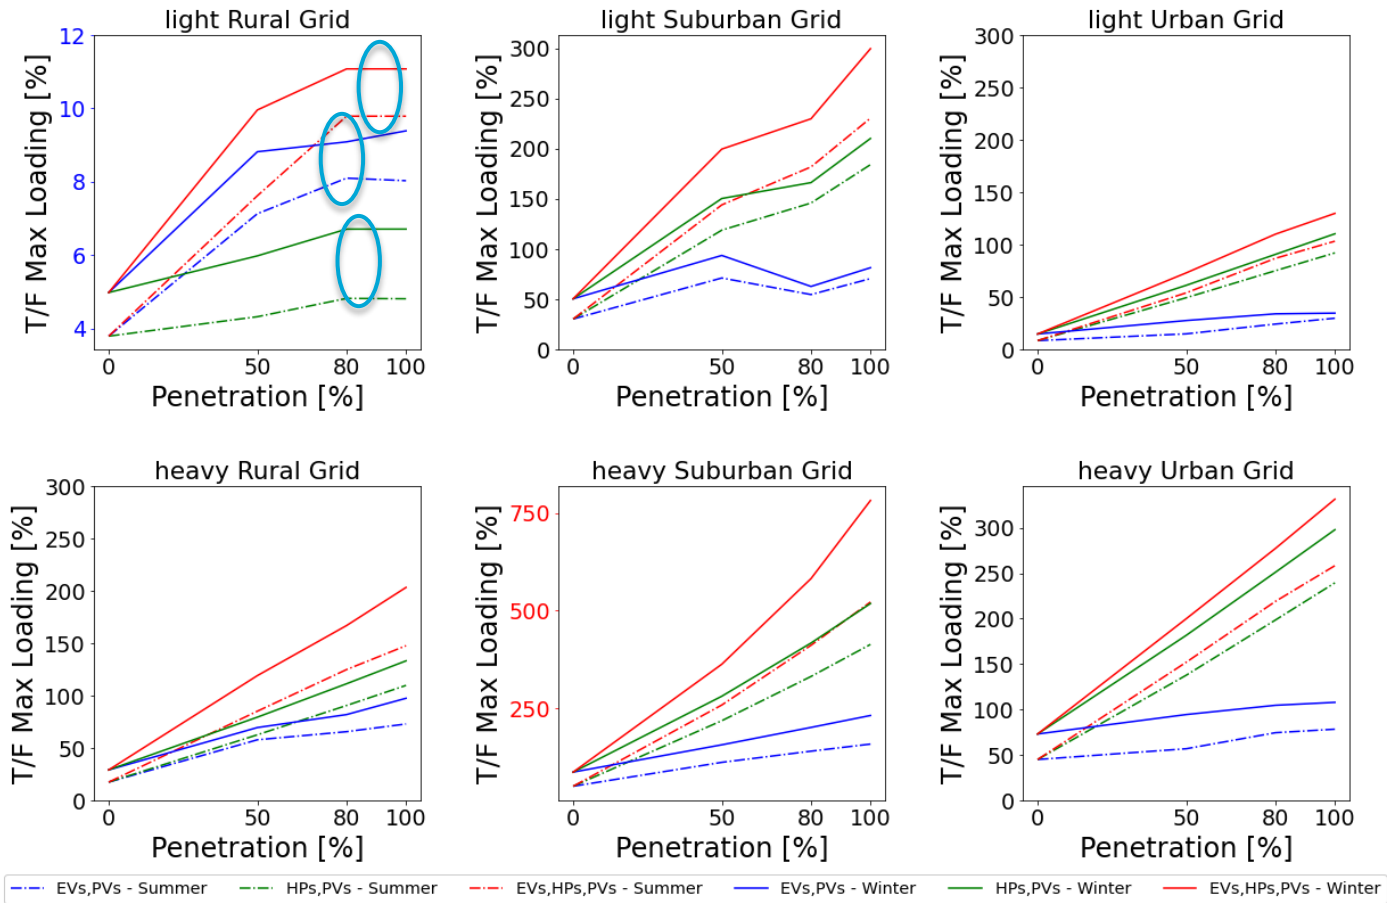 light Rural Grid
12
10
8
6
4
T/F Max Loading [%]
0 50 80 100
Penetration [%]
light Suburban Grid
300
250
200
150
100
50
0
T/F Max Loading [%]
0 50 80 100
Penetration [%]
light Urban Grid
300
250
200
150
100
50
0
T/F Max Loading [%]
0 50 80 100
Penetration [%]
heavy Rural Grid
300
250
200
150
100
50
0
T/F Max Loading [%]
0 50 80 100
Penetration [%]
heavy Suburban Grid
750
500
250
T/F Max Loading [%]
0 50 80 100
Penetration [%]
heavy Urban Grid
300
250
200
150
100
50
0
T/F Max Loading [%]
0 50 80 100
Penetration [%]
EVs,PVs - Summer HPs,PVs - Summer EVs,HPs,PVs - Summer EVs,PVs - Winter HPs,PVs - Winter EVs,HPs,PVs - Winter